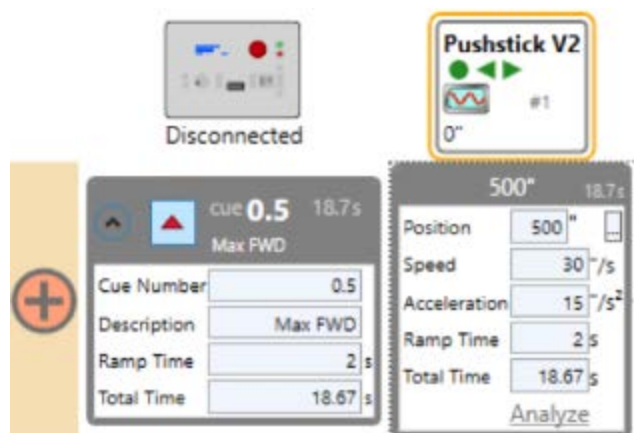 Disconnected
Pushstick V2
#1
0"
cue 0.5 18.7s
Max FWD
Cue Number 0.5
Description Max FWD
Ramp Time 2 s
Total Time 18.67 s
500" 18.7s
Position 500 " ...
Speed 30 "/s
Acceleration 15 "/s²
Ramp Time 2 s
Total Time 18.67 s
Analyze